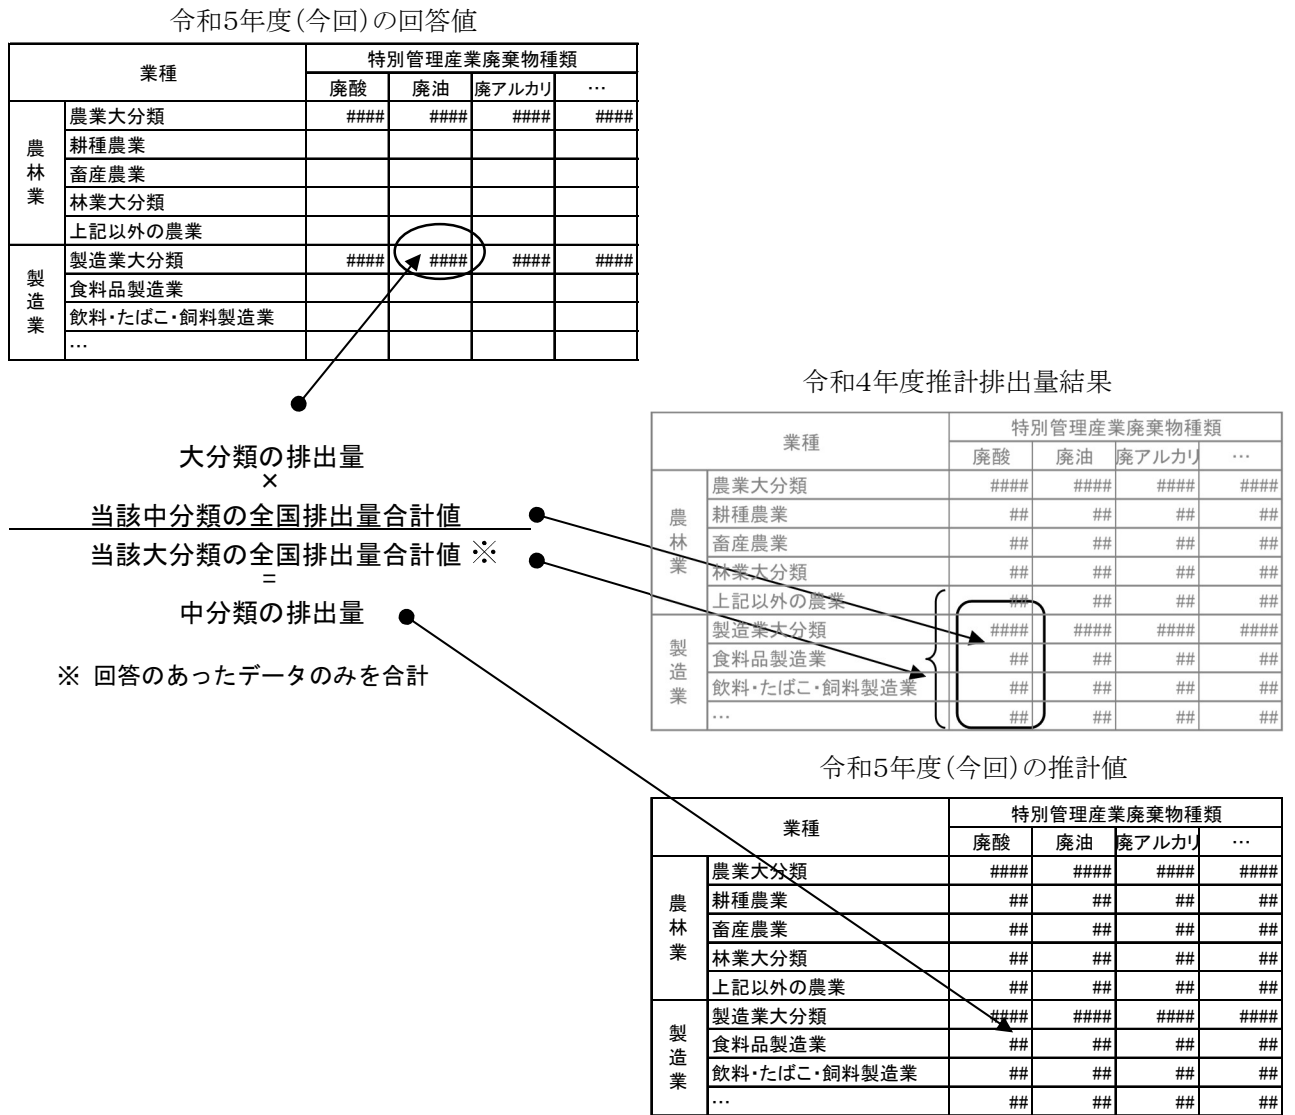 令和5年度(今回)の回答値
業種 特別管理産業廃棄物種類
廃酸 廃油 廃アルカリ …
農林業
農業大分類 #### #### #### ####
耕種農業
畜産農業
林業大分類
上記以外の農業
製造業
製造業大分類 #### #### #### ####
食料品製造業
飲料・たばこ・飼料製造業
…
大分類の排出量
×
当該中分類の全国排出量合計値
当該大分類の全国排出量合計値 ※
=
中分類の排出量
※ 回答のあったデータのみを合計
令和4年度推計排出量結果
業種 特別管理産業廃棄物種類
廃酸 廃油 廃アルカリ …
農林業
農業大分類 #### #### #### ####
耕種農業 ## ## ## ##
畜産農業 ## ## ## ##
林業大分類 ## ## ## ##
上記以外の農業 ## ## ## ##
製造業
製造業大分類 #### #### #### ####
食料品製造業 ## ## ## ##
飲料・たばこ・飼料製造業 ## ## ## ##
… ## ## ## ##
令和5年度(今回)の推計値
業種 特別管理産業廃棄物種類
廃酸 廃油 廃アルカリ …
農林業
農業大分類 #### #### #### ####
耕種農業 ## ## ## ##
畜産農業 ## ## ## ##
林業大分類 ## ## ## ##
上記以外の農業 ## ## ## ##
製造業
製造業大分類 #### #### #### ####
食料品製造業 ## ## ## ##
飲料・たばこ・飼料製造業 ## ## ## ##
… ## ## ## ##